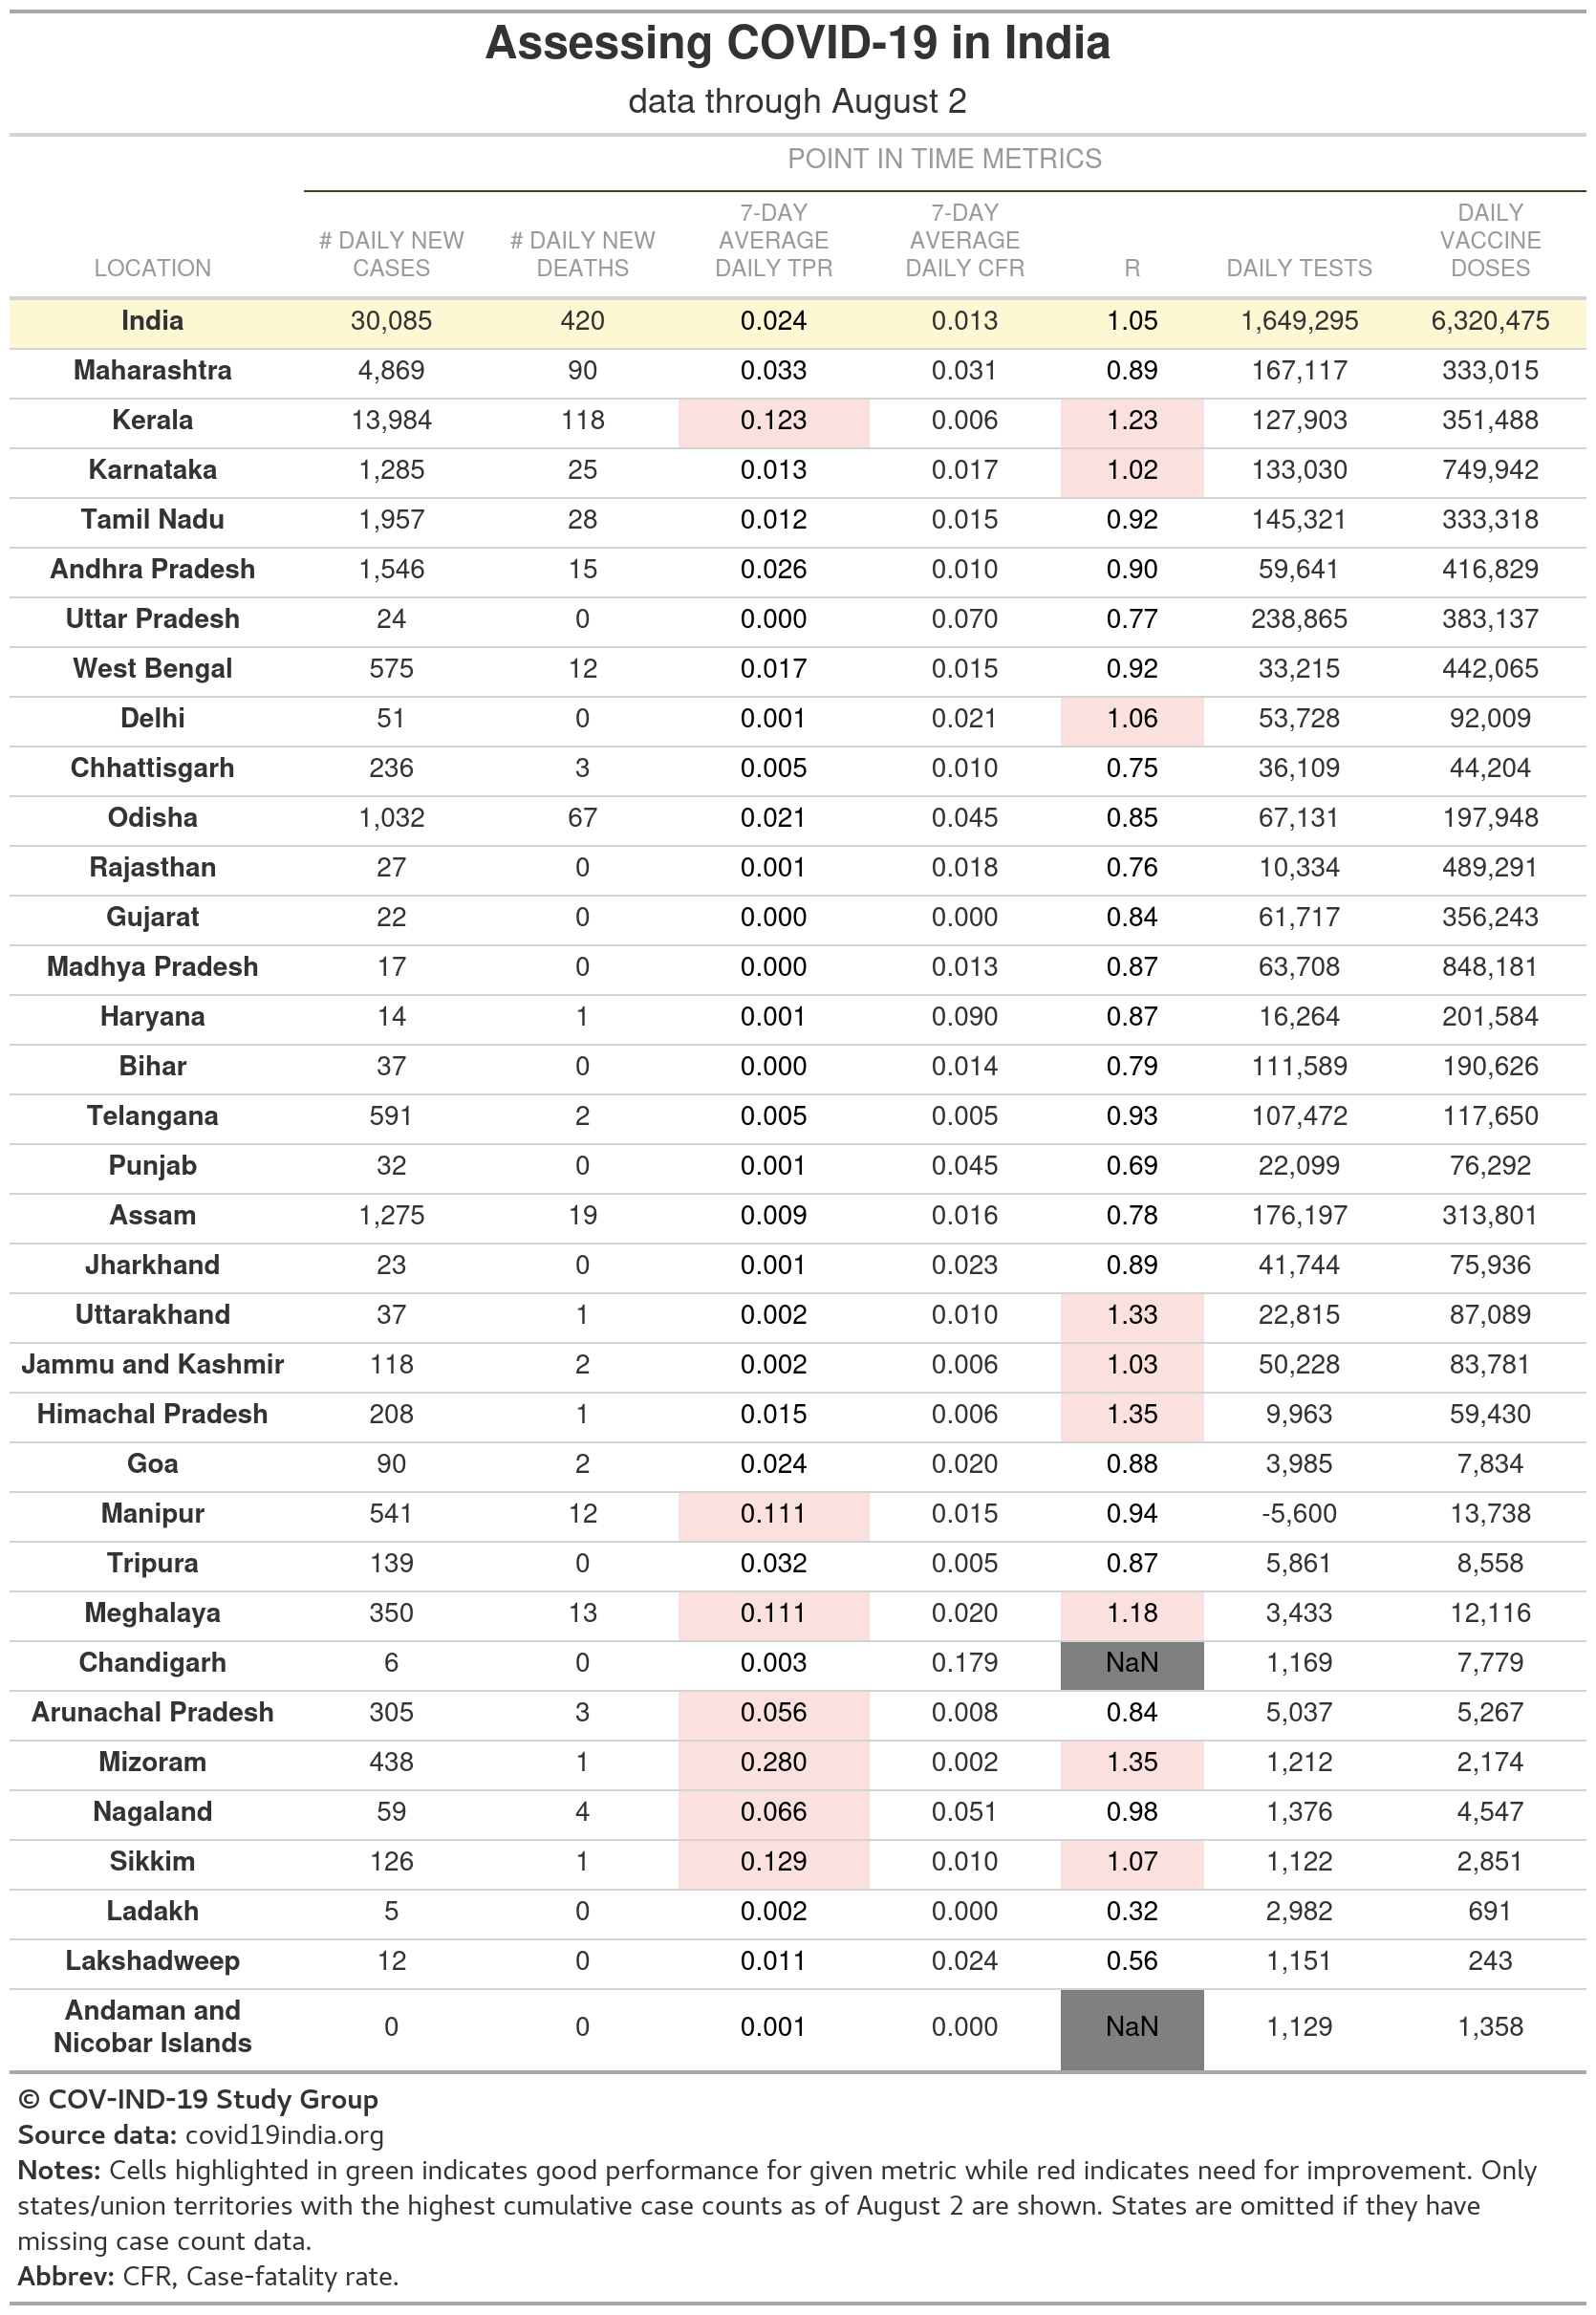 Assessing COVID-19 in India
data through August 2
POINT IN TIME METRICS
LOCATION # DAILY NEW CASES # DAILY NEW DEATHS 7-DAY AVERAGE DAILY TPR 7-DAY AVERAGE DAILY CFR R DAILY TESTS DAILY VACCINE DOSES
India 30,085 420 0.024 0.013 1.05 1,649,295 6,320,475
Maharashtra 4,869 90 0.033 0.031 0.89 167,117 333,015
Kerala 13,984 118 0.123 0.006 1.23 127,903 351,488
Karnataka 1,285 25 0.013 0.017 1.02 133,030 749,942
Tamil Nadu 1,957 28 0.012 0.015 0.92 145,321 333,318
Andhra Pradesh 1,546 15 0.026 0.010 0.90 59,641 416,829
Uttar Pradesh 24 0 0.000 0.070 0.77 238,865 383,137
West Bengal 575 12 0.017 0.015 0.92 33,215 442,065
Delhi 51 0 0.001 0.021 1.06 53,728 92,009
Chhattisgarh 236 3 0.005 0.010 0.75 36,109 44,204
Odisha 1,032 67 0.021 0.045 0.85 67,131 197,948
Rajasthan 27 0 0.001 0.018 0.76 10,334 489,291
Gujarat 22 0 0.000 0.000 0.84 61,717 356,243
Madhya Pradesh 17 0 0.000 0.013 0.87 63,708 848,181
Haryana 14 1 0.001 0.090 0.87 16,264 201,584
Bihar 37 0 0.000 0.014 0.79 111,589 190,626
Telangana 591 2 0.005 0.005 0.93 107,472 117,650
Punjab 32 0 0.001 0.045 0.69 22,099 76,292
Assam 1,275 19 0.009 0.016 0.78 176,197 313,801
Jharkhand 23 0 0.001 0.023 0.89 41,744 75,936
Uttarakhand 37 1 0.002 0.010 1.33 22,815 87,089
Jammu and Kashmir 118 2 0.002 0.006 1.03 50,228 83,781
Himachal Pradesh 208 1 0.015 0.006 1.35 9,963 59,430
Goa 90 2 0.024 0.020 0.88 3,985 7,834
Manipur 541 12 0.111 0.015 0.94 -5,600 13,738
Tripura 139 0 0.032 0.005 0.87 5,861 8,558
Meghalaya 350 13 0.111 0.020 1.18 3,433 12,116
Chandigarh 6 0 0.003 0.179 NaN 1,169 7,779
Arunachal Pradesh 305 3 0.056 0.008 0.84 5,037 5,267
Mizoram 438 1 0.280 0.002 1.35 1,212 2,174
Nagaland 59 4 0.066 0.051 0.98 1,376 4,547
Sikkim 126 1 0.129 0.010 1.07 1,122 2,851
Ladakh 5 0 0.002 0.000 0.32 2,982 691
Lakshadweep 12 0 0.011 0.024 0.56 1,151 243
Andaman and Nicobar Islands 0 0 0.001 0.000 NaN 1,129 1,358
© COV-IND-19 Study Group
Source data: covid19india.org
Notes: Cells highlighted in green indicates good performance for given metric while red indicates need for improvement. Only
states/union territories with the highest cumulative case counts as of August 2 are shown. States are omitted if they have
missing case count data.
Abbrev: CFR, Case-fatality rate.